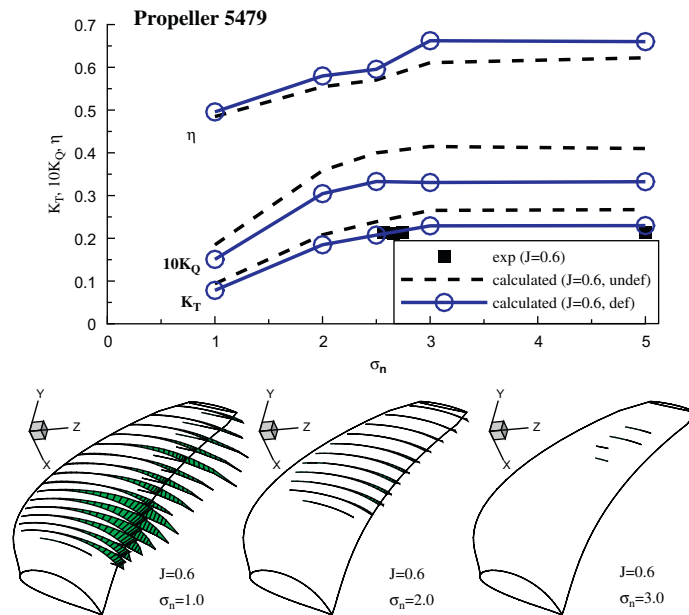 Propeller 5479
0.7
0.6
0.5
0.4
0.3
0.2
0.1
0
K_T, 10K_Q, η
η
10K_Q
K_T
exp (J=0.6)
calculated (J=0.6, undef)
calculated (J=0.6, def)
0 1 2 3 4 5
σ_n
Y
Z
X
J=0.6
σ_n=1.0
Y
Z
X
J=0.6
σ_n=2.0
Y
Z
X
J=0.6
σ_n=3.0